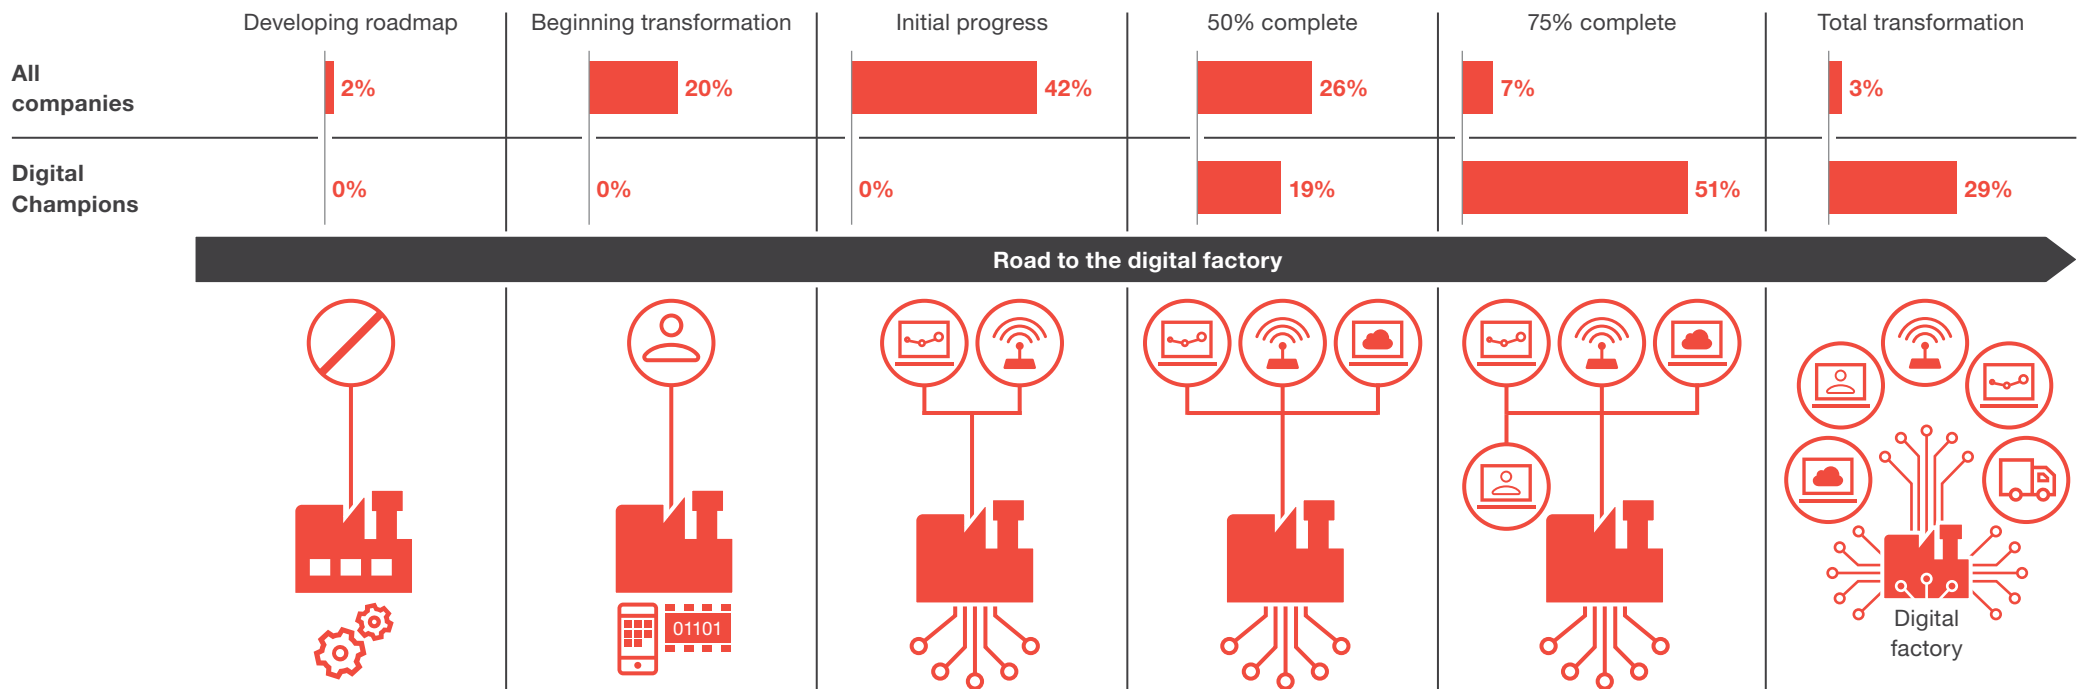 Developing roadmap
Beginning transformation
Initial progress
50% complete
75% complete
Total transformation
All
companies
2%
20%
42%
26%
7%
3%
Digital
Champions
0%
0%
0%
19%
51%
29%
Road to the digital factory
01101
Digital
factory